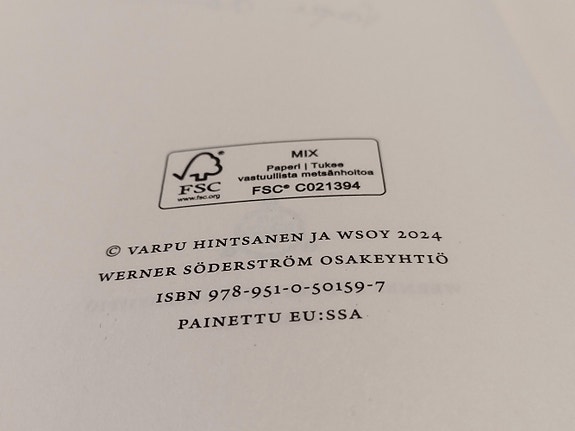 MIX
Paperi | Tukee
vastuullista metsänhoitoa
FSC® C021394
FSC
www.fsc.org
© VARPU HINTSANEN JA WSOY 2024
WERNER SÖDERSTRÖM OSAKEYHTIÖ
ISBN 978-951-0-50159-7
PAINETTU EU:SSA